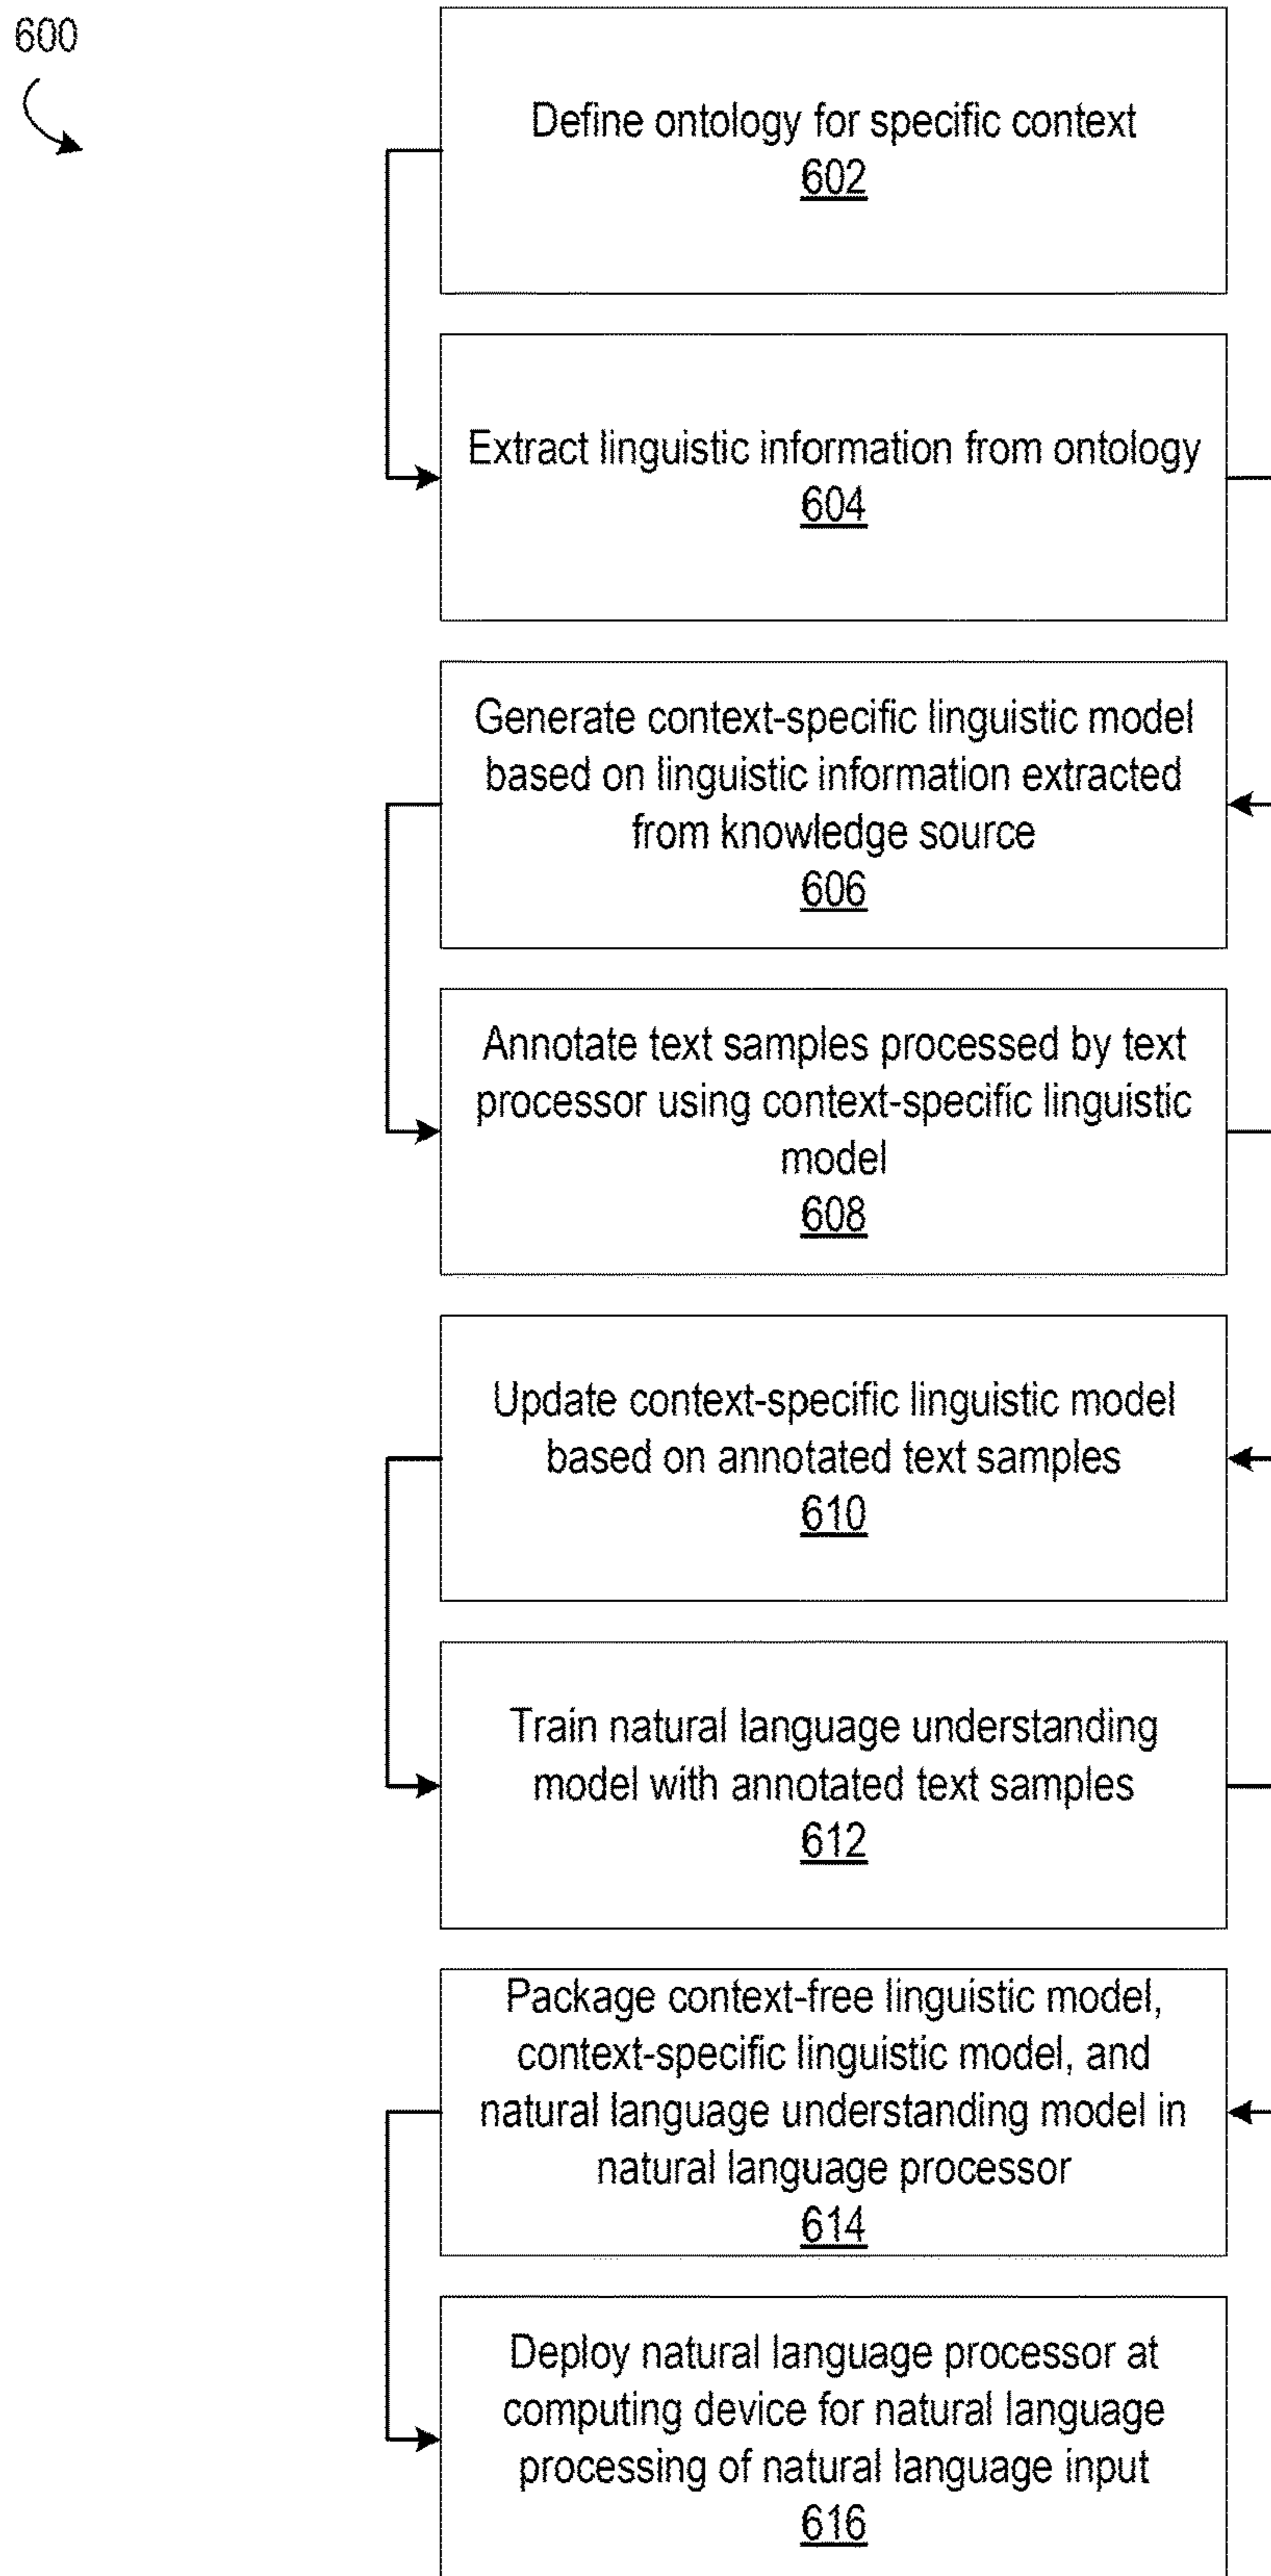 600
Define ontology for specific context
602
Extract linguistic information from ontology
604
Generate context-specific linguistic model
based on linguistic information extracted
from knowledge source
606
Annotate text samples processed by text
processor using context-specific linguistic
model
608
Update context-specific linguistic model
based on annotated text samples
610
Train natural language understanding
model with annotated text samples
612
Package context-free linguistic model,
context-specific linguistic model, and
natural language understanding model in
natural language processor
614
Deploy natural language processor at
computing device for natural language
processing of natural language input
616